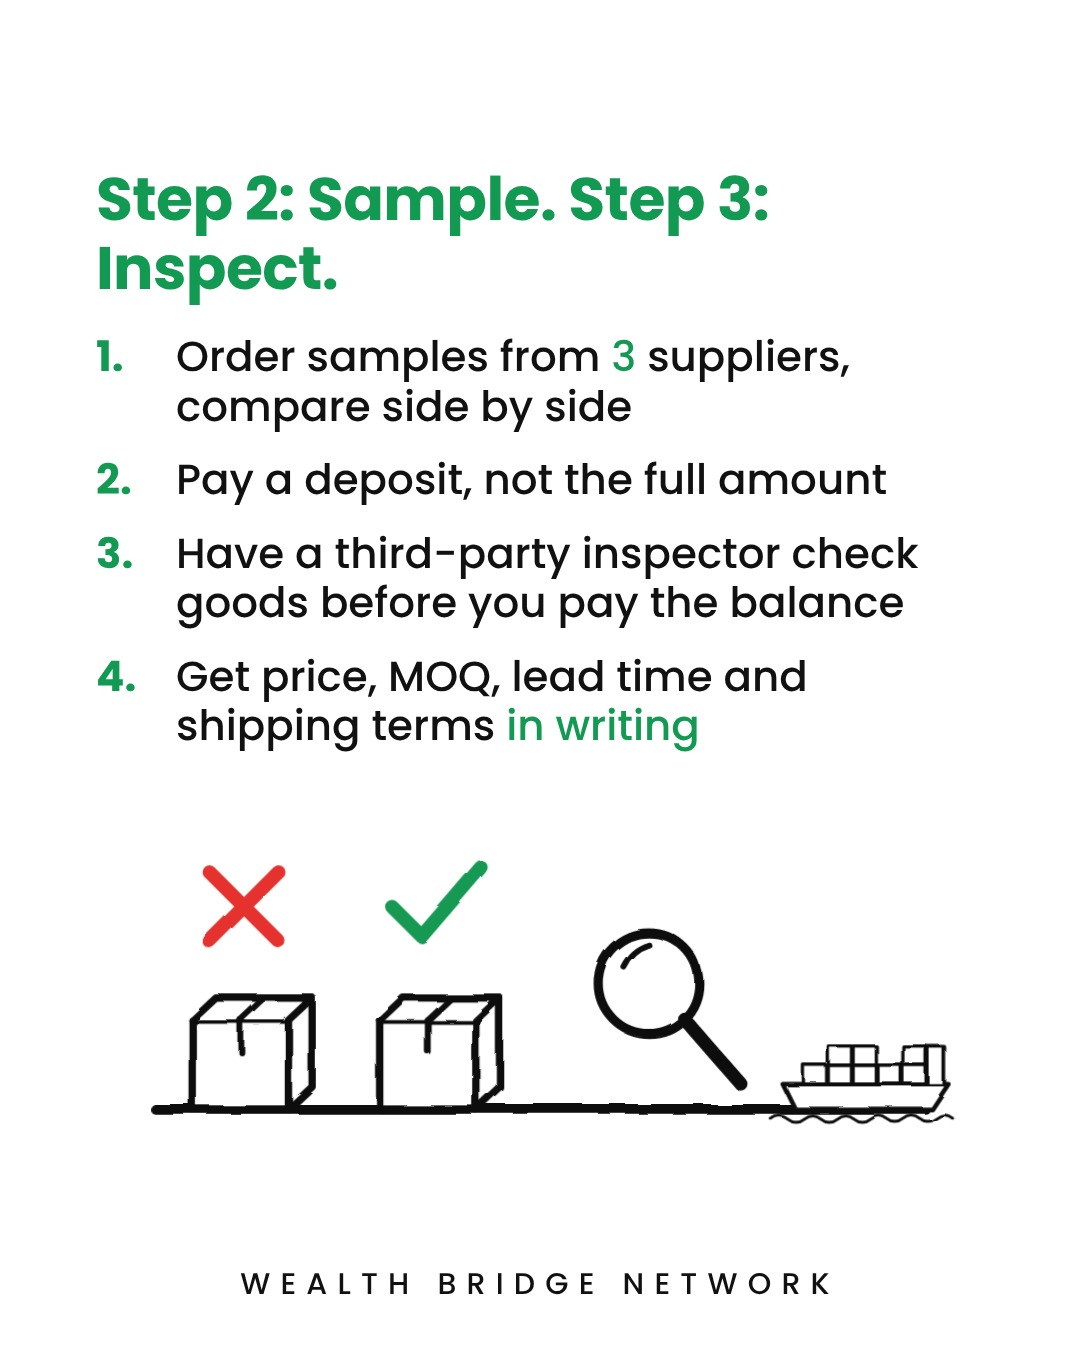 Step 2: Sample. Step 3:
Inspect.
1. Order samples from 3 suppliers,
compare side by side
2. Pay a deposit, not the full amount
3. Have a third-party inspector check
goods before you pay the balance
4. Get price, MOQ, lead time and
shipping terms in writing
WEALTH BRIDGE NETWORK